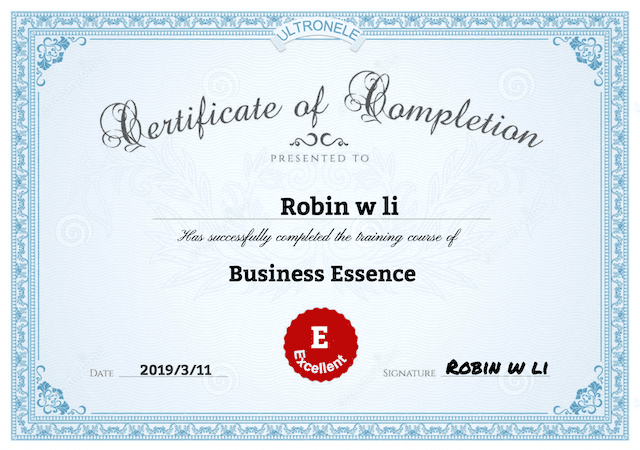 ULTRONELE
Certificate of Completion
PRESENTED TO
Robin w li
Has successfully completed the training course of
Business Essence
E
Excellent
DATE 2019/3/11
SIGNATURE ROBIN W LI